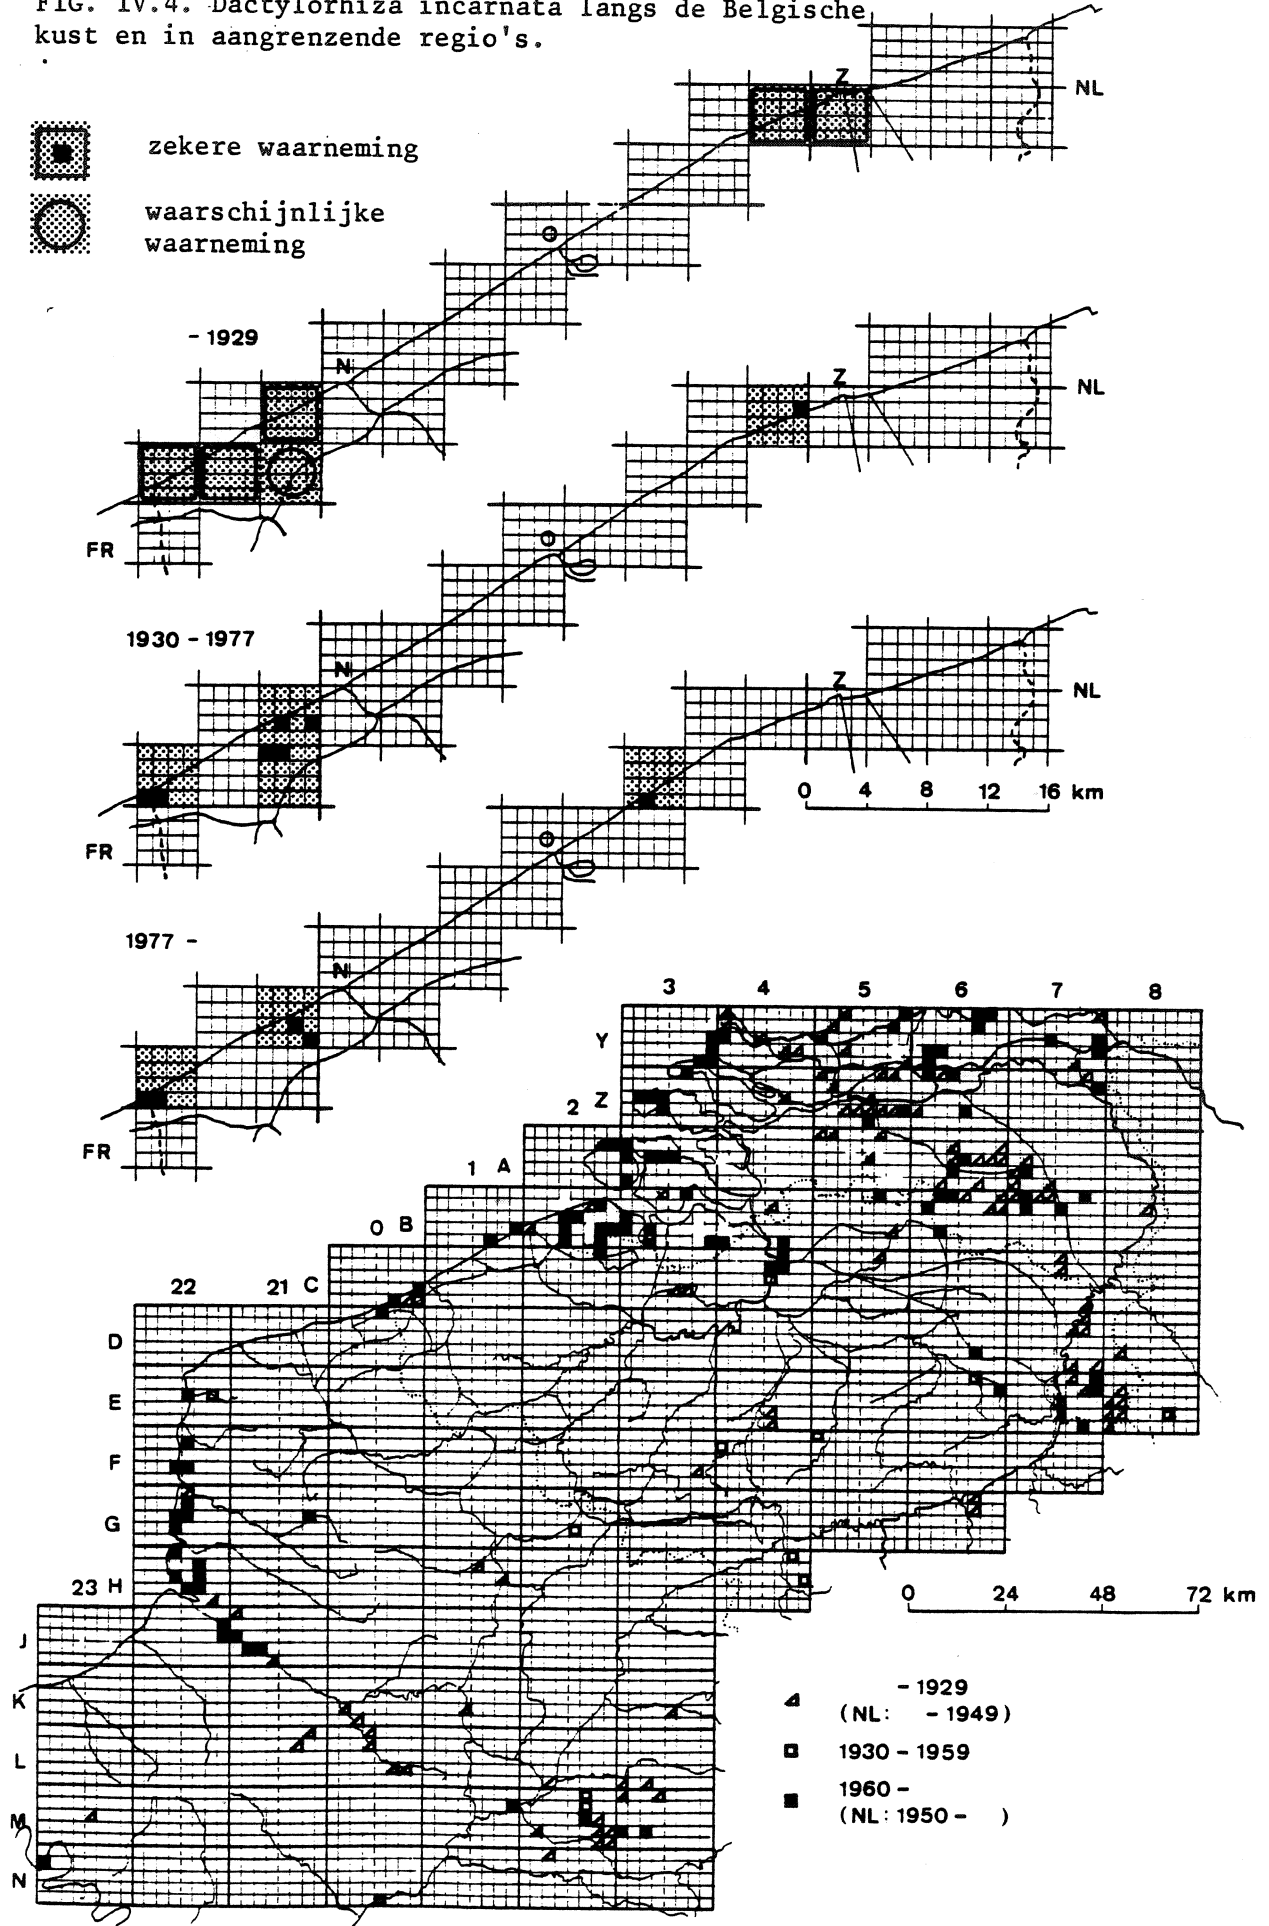 FIG. IV.4. Dactylorhiza incarnata langs de Belgische
kust en in aangrenzende regio's.
zekere waarneming
waarschijnlijke
waarneming
Z
NL
O
- 1929
N
FR
Z
NL
O
1930 - 1977
N
FR
Z
NL
0 4 8 12 16 km
O
1977 -
N
FR
3 4 5 6 7 8
Y
2 Z
1 A
0 B
22 21 C
D
E
F
G
23 H
J
K
L
M
N
0 24 48 72 km
- 1929
(NL: - 1949)
1930 - 1959
1960 -
(NL: 1950 - )